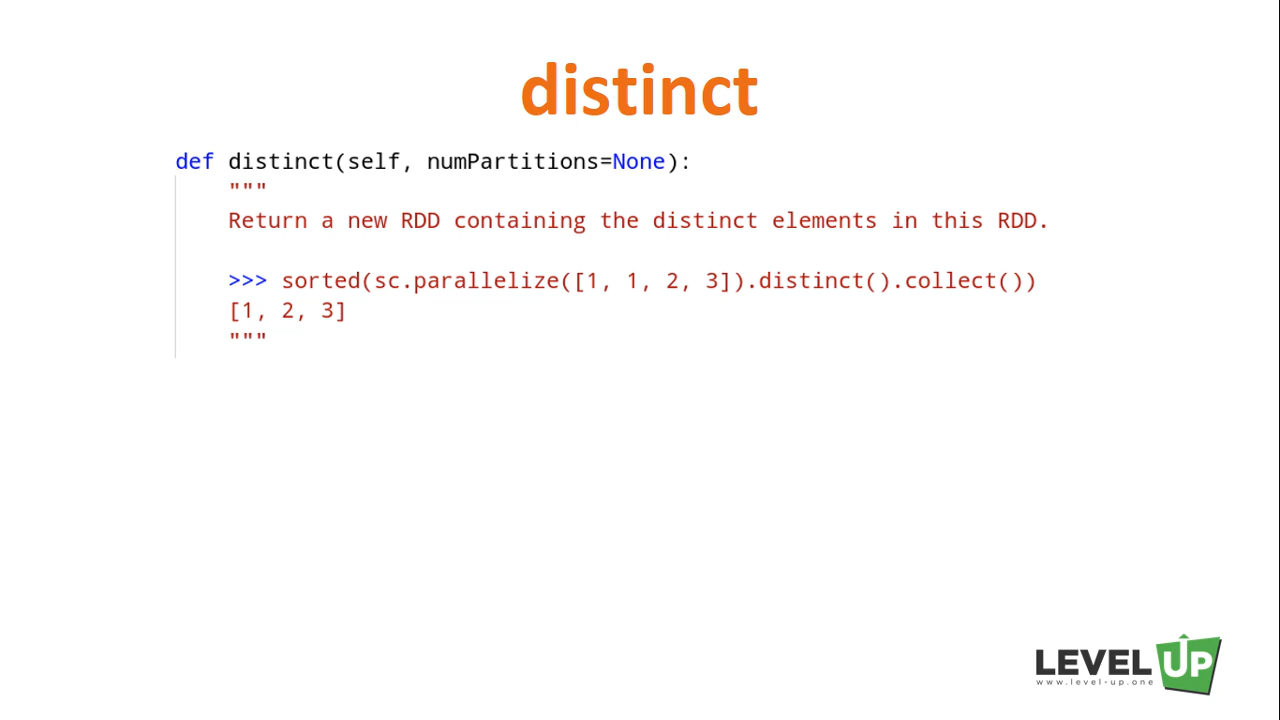 distinct
def distinct(self, numPartitions=None):
"""
Return a new RDD containing the distinct elements in this RDD.
>>> sorted(sc.parallelize([1, 1, 2, 3]).distinct().collect())
[1, 2, 3]
"""
LEVEL UP
www.level-up.one